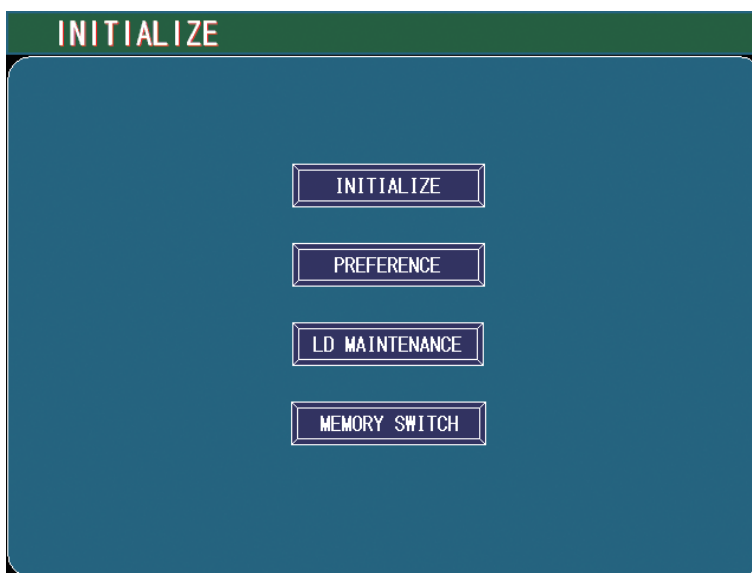 INITIALIZE
INITIALIZE
PREFERENCE
LD MAINTENANCE
MEMORY SWITCH